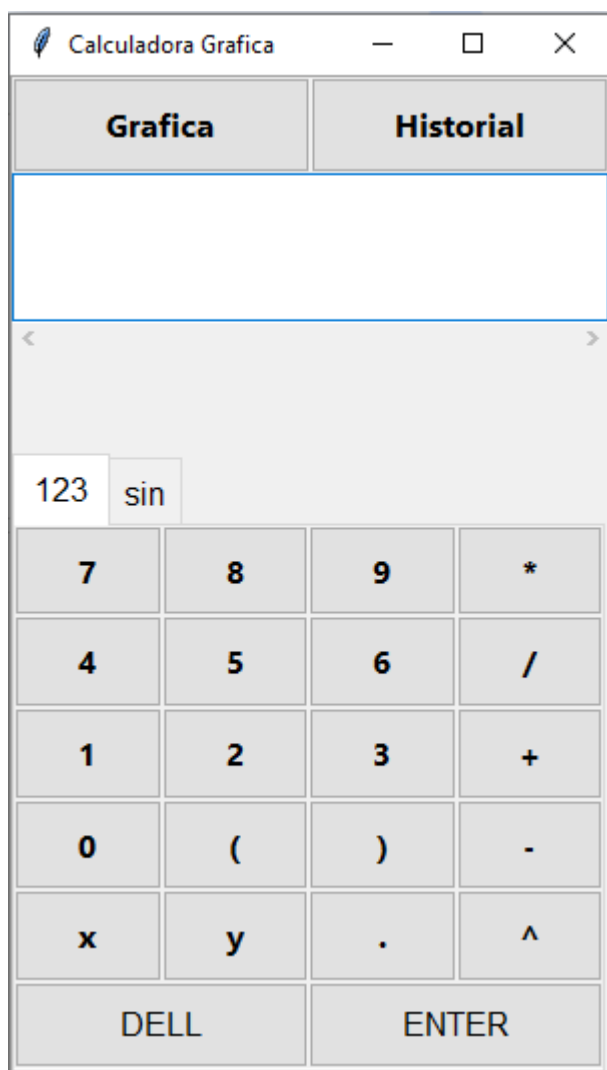 Calculadora Grafica
Grafica Historial
123 sin
7 8 9 *
4 5 6 /
1 2 3 +
0 ( ) -
x y . ^
DELL ENTER